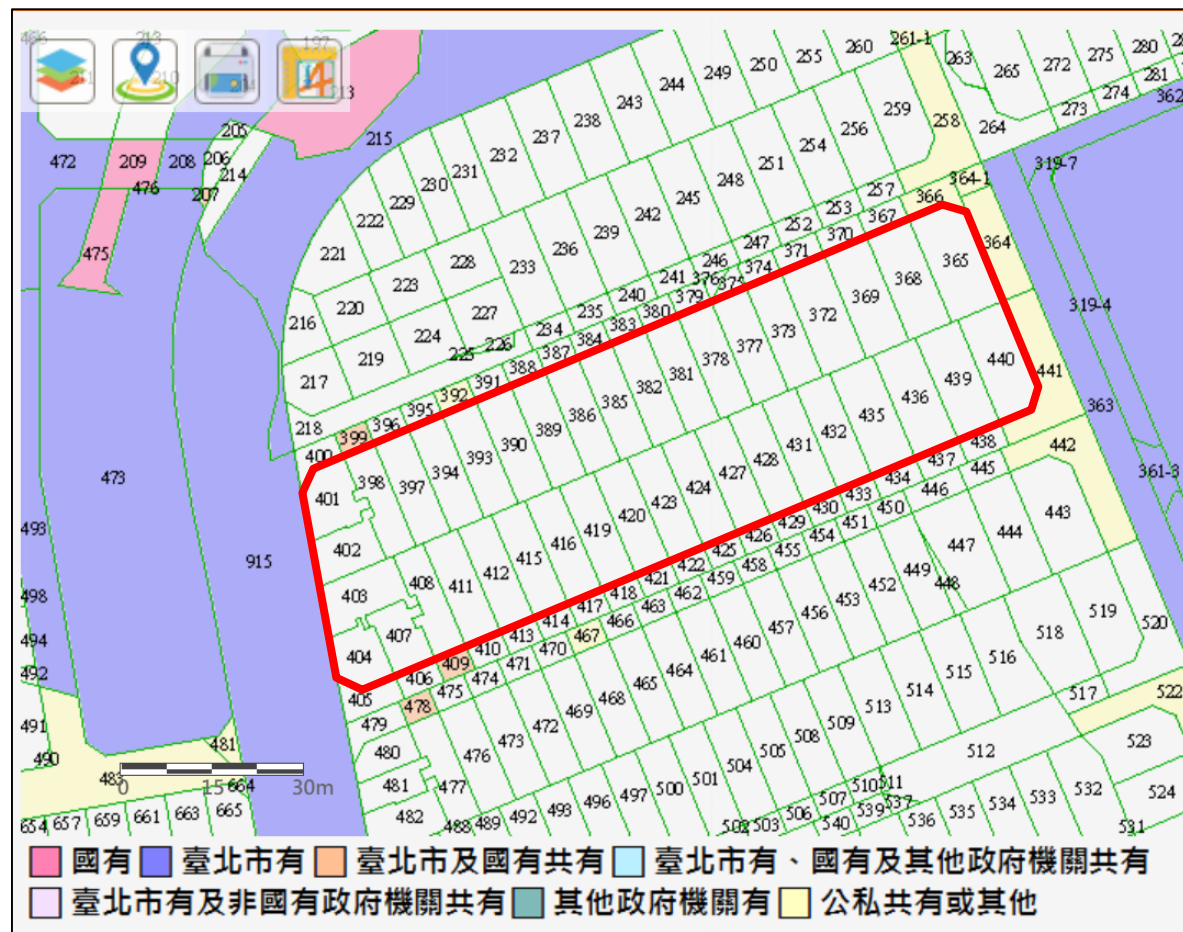 466 213 197
211 210
213
261-1 260 255 250 249 244 243 238 237 232 231 230 229 222 221
263 265 272 275 280
281 274 273 264 362
215 205 206 214 207
472 209 208 476 475
259 258 256 254 251 248 245 242 239 236 233 228 223 220 216
319-7 364-1 257 253 252 247 246 241 240 235 234 226 225 227 224 219 217
366 367 370 371 374 375 376 379 380 383 384 387 388 391 392 395 396 399 400 218
364 365 368 369 372 373 377 378 381 382 385 386 389 390 393 394 397 398 401
319-4 363 361-3
441 440 439 436 435 432 431 428 427 424 423 420 419 416 415 412 411 408 403 402
407 404
442 438 437 434 433 430 429 426 425 422 421 418 417 414 413 410 409 406 405
445 446 450 451 454 455 458 459 462 463 466 467 470 471 474 475 478 479
443 444 447 448 449 452 453 456 457 460 461 464 465 468 469 472 473 476 477 480 481 482
473 915 493 498 494 492 491 490 481 483 664
520 519 518 516 515 514 513 509 508 505 504 501 500 497 496 493 492 489 488
522 517 512 523 524
511 510 507 506 503 502
537 539 540 536 535 534 533 532 531
654 657 659 661 663 665
0 15 30m
國有 臺北市有 臺北市及國有共有 臺北市有、國有及其他政府機關共有
臺北市有及非國有政府機關共有 其他政府機關有 公私共有或其他